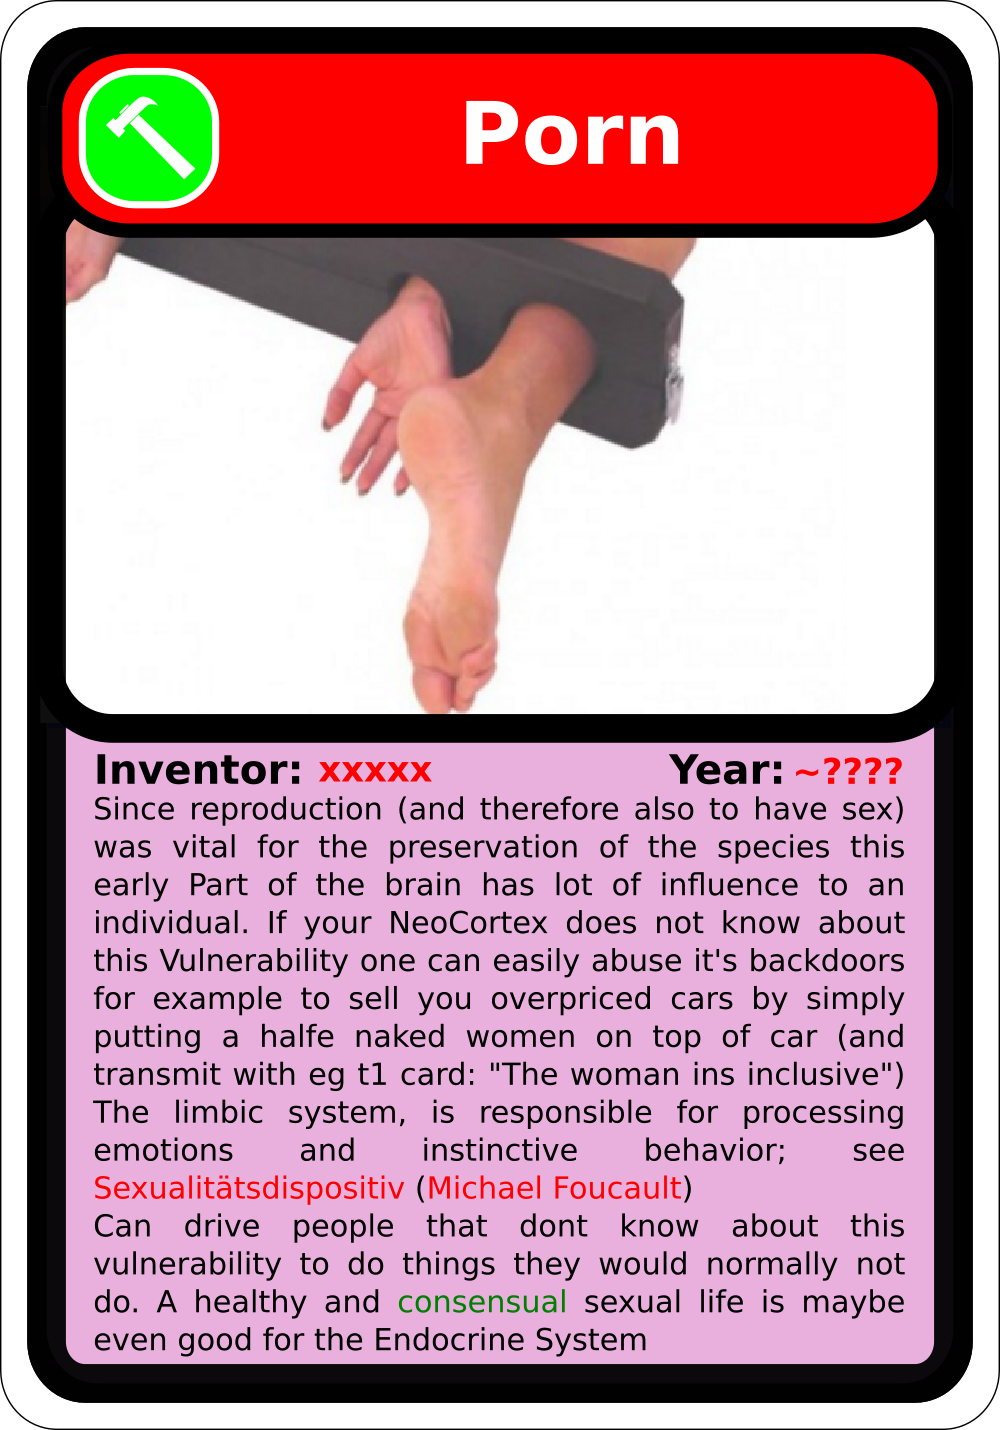 Porn
Inventor: xxxxx Year: ~????
Since reproduction (and therefore also to have sex)
was vital for the preservation of the species this
early Part of the brain has lot of influence to an
individual. If your NeoCortex does not know about
this Vulnerability one can easily abuse it's backdoors
for example to sell you overpriced cars by simply
putting a halfe naked women on top of car (and
transmit with eg t1 card: "The woman ins inclusive")
The limbic system, is responsible for processing
emotions and instinctive behavior; see
Sexualitätsdispositiv (Michael Foucault)
Can drive people that dont know about this
vulnerability to do things they would normally not
do. A healthy and consensual sexual life is maybe
even good for the Endocrine System